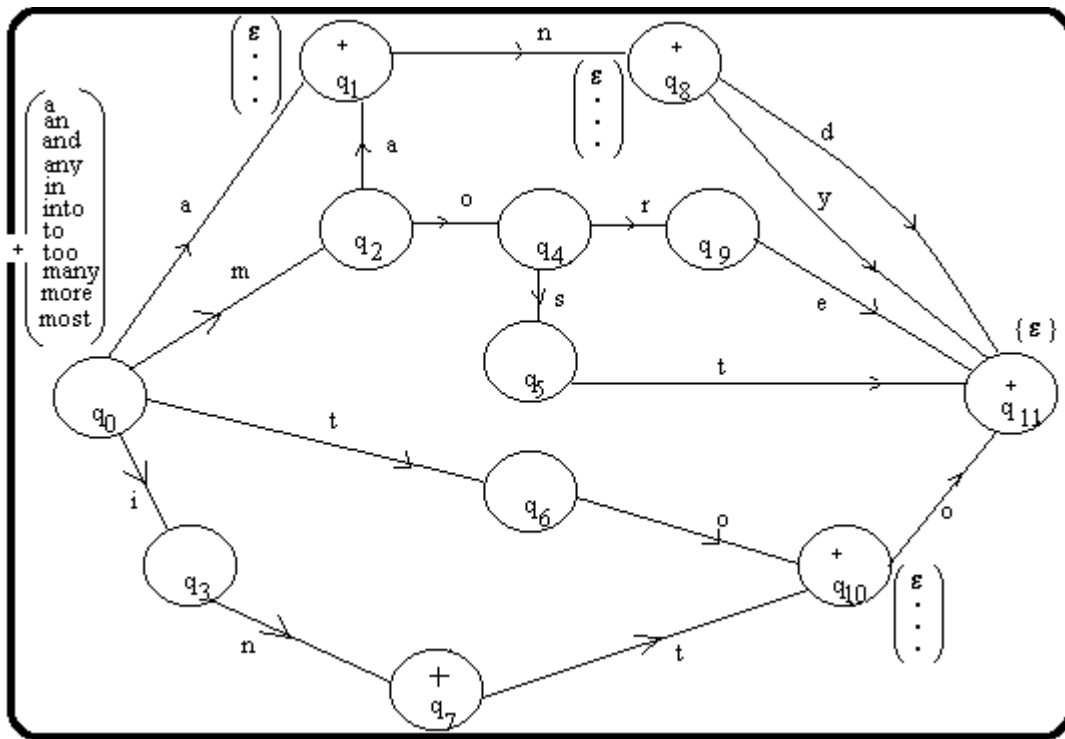 ε
.
.
.
+
q1
n
ε
.
.
.
+
q8
a
an
and
any
in
into
to
too
many
more
most
+
a
a
d
y
m
q2
o
q4
r
q9
s
e
{ε}
q0
q5
t
+
q11
t
i
q6
o
o
+
q10
ε
.
.
.
q3
n
+
q7
t